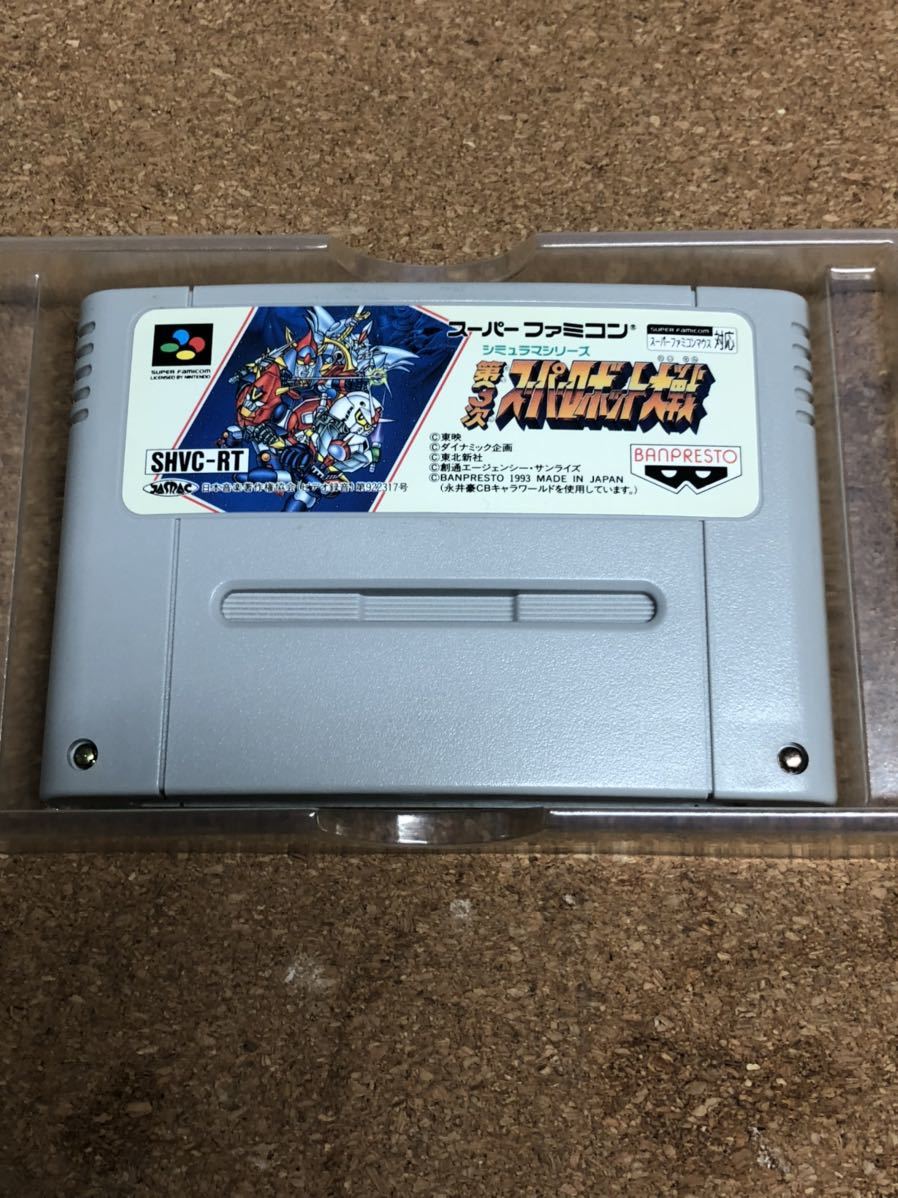 SUPER FAMICOM
LICENSED BY NINTENDO
SHVC-RT
JASRAC 日本音楽著作権協会(ビデオ録音)第922317号
スーパーファミコン®
SUPER FAMICOM
スーパーファミコンマウス 対応
シミュラマシリーズ
第3次
スーパーロボット大戦
©東映
©ダイナミック企画
©東北新社
©創通エージェンシー・サンライズ
©BANPRESTO 1993 MADE IN JAPAN
(永井豪CBキャラワールドを使用しています。)
BANPRESTO